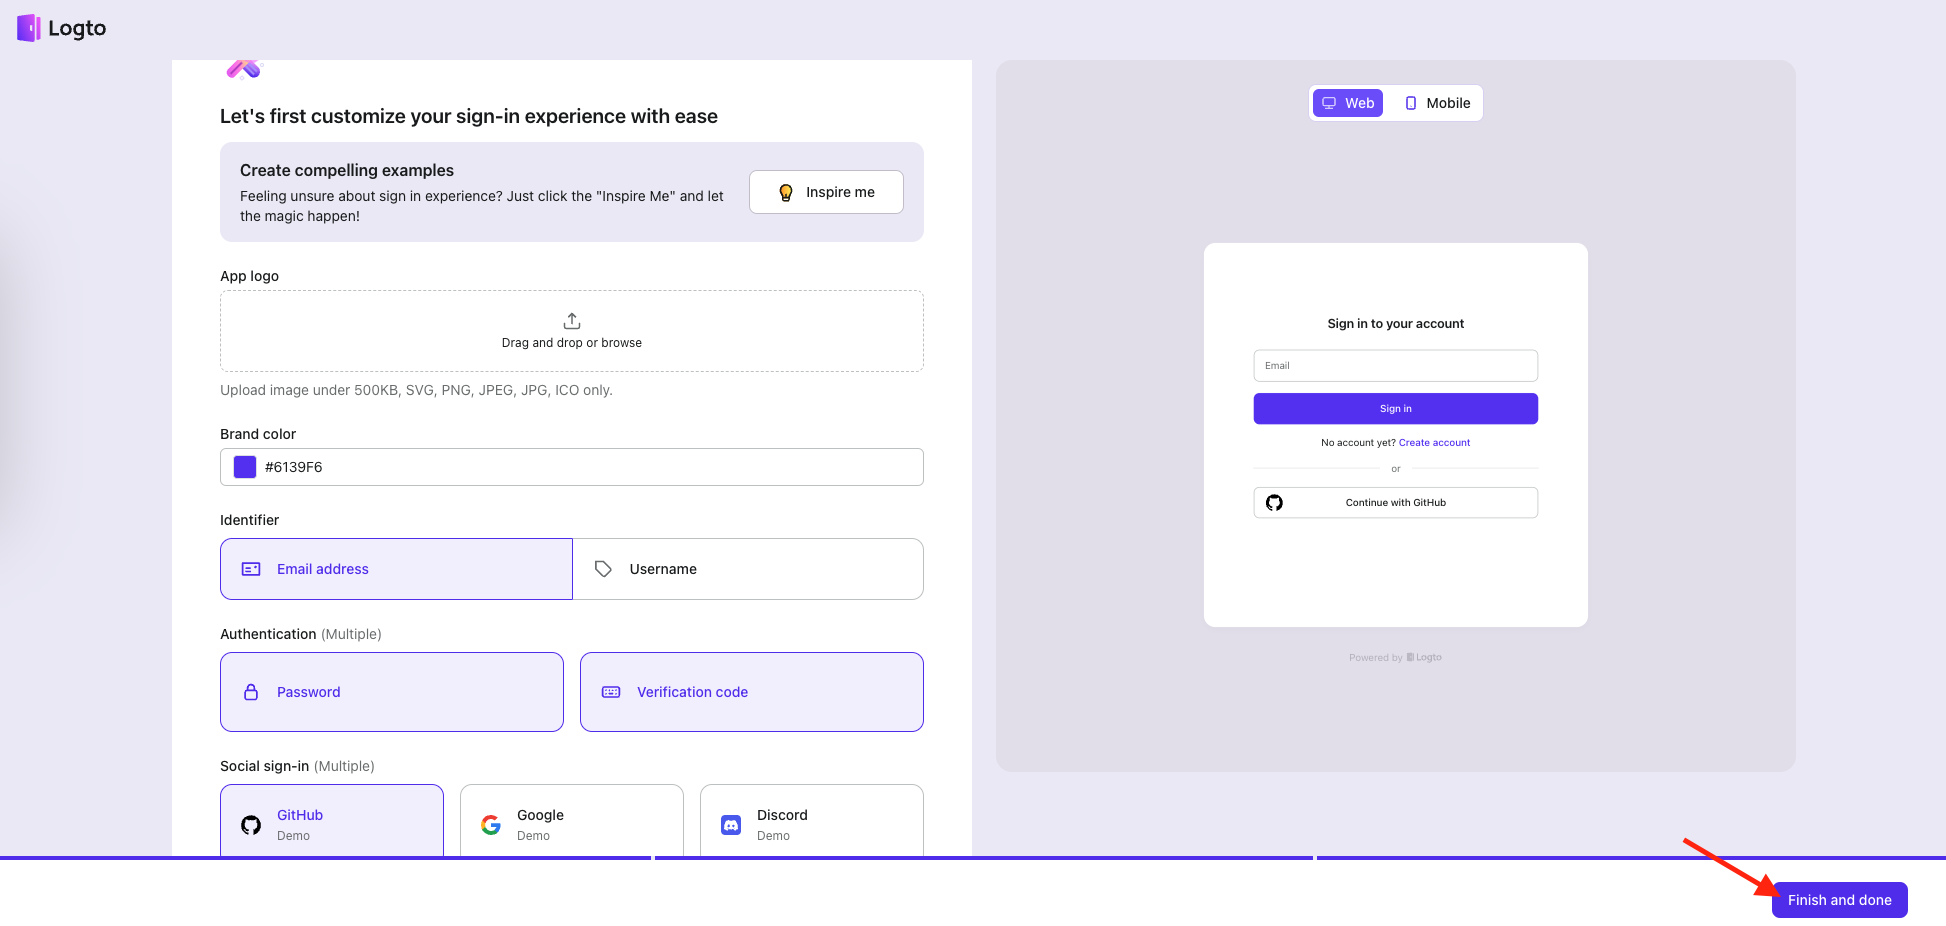 Logto
Let's first customize your sign-in experience with ease
Create compelling examples
Feeling unsure about sign in experience? Just click the "Inspire Me" and let
the magic happen!
Inspire me
App logo
Drag and drop or browse
Upload image under 500KB, SVG, PNG, JPEG, JPG, ICO only.
Brand color
#6139F6
Identifier
Email address
Username
Authentication (Multiple)
Password
Verification code
Social sign-in (Multiple)
GitHub
Demo
Google
Demo
Discord
Demo
Web
Mobile
Sign in to your account
Email
Sign in
No account yet? Create account
or
Continue with GitHub
Powered by Logto
Finish and done